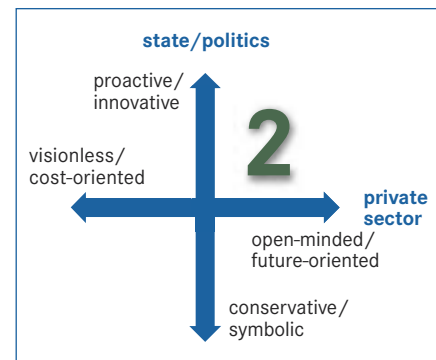 state/politics
proactive/
innovative
2
visionless/
cost-oriented
private
sector
open-minded/
future-oriented
conservative/
symbolic